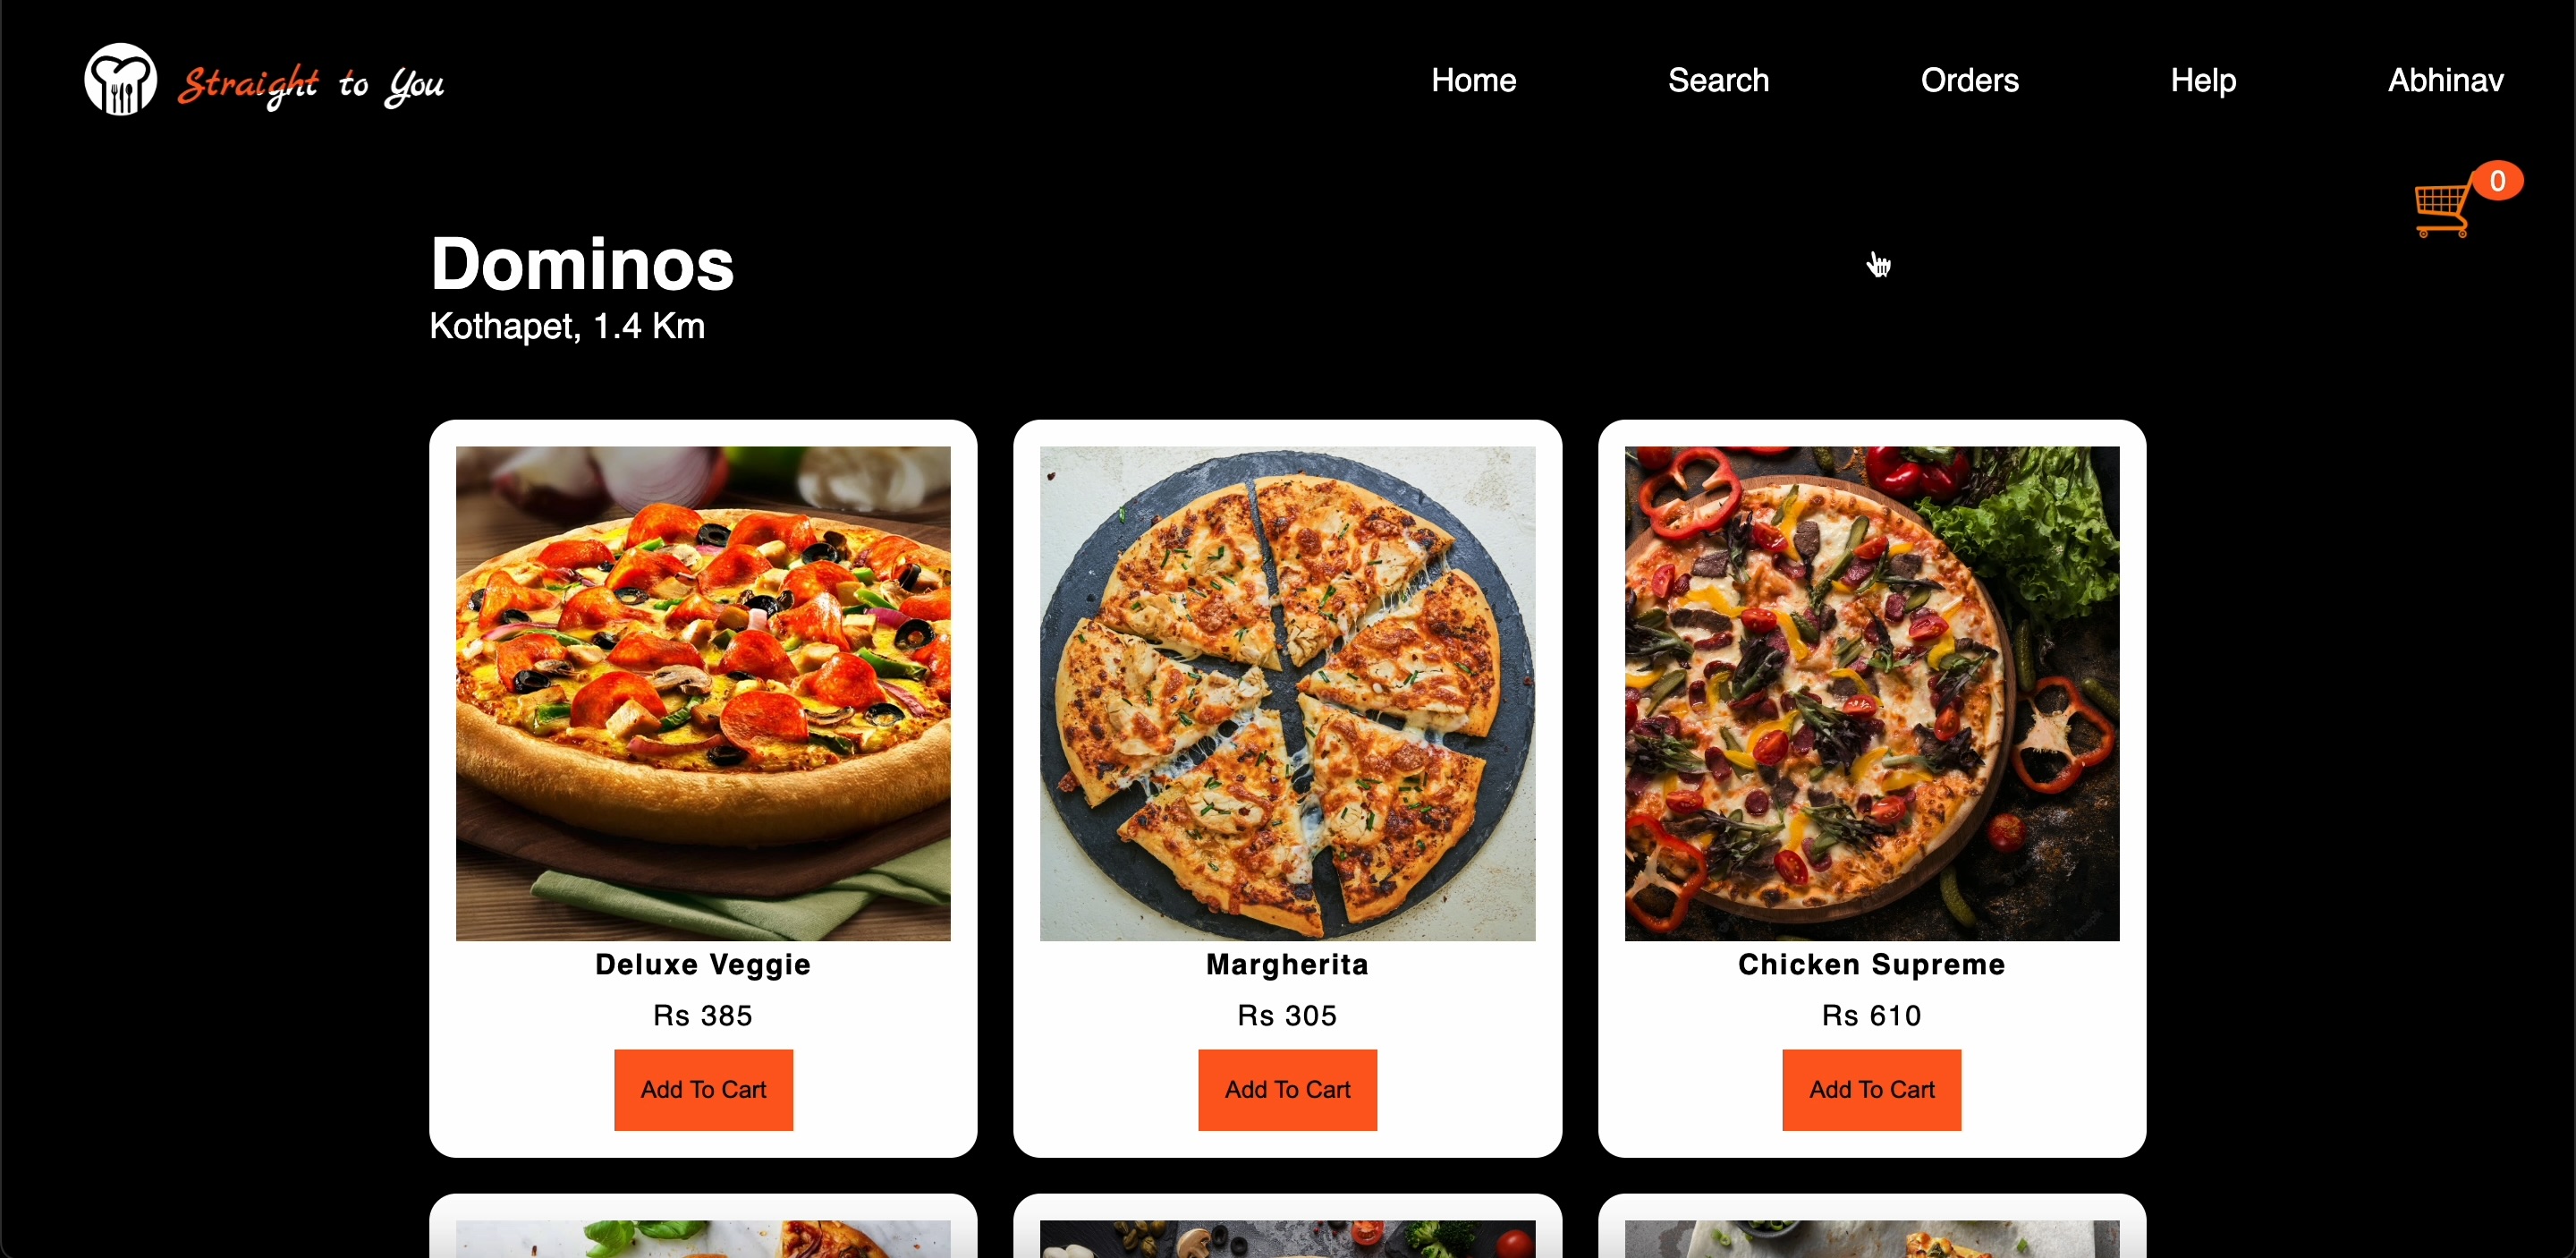 Straight to You
Home
Search
Orders
Help
Abhinav
0
Dominos
Kothapet, 1.4 Km
Deluxe Veggie
Rs 385
Add To Cart
Margherita
Rs 305
Add To Cart
Chicken Supreme
Rs 610
Add To Cart